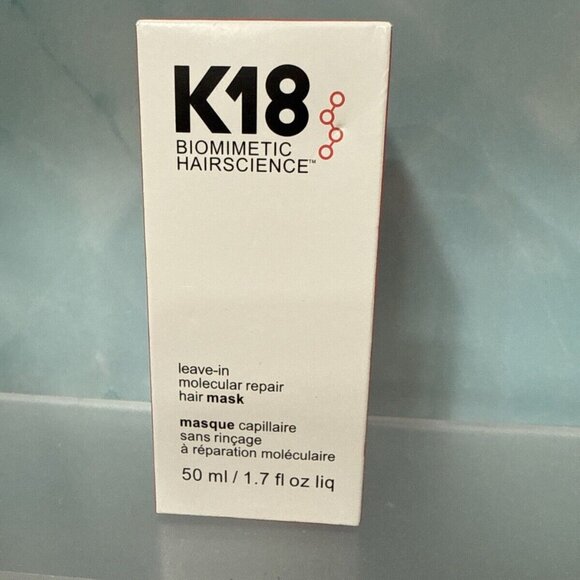 K18
BIOMIMETIC
HAIRSCIENCE™
leave-in
molecular repair
hair mask
masque capillaire
sans rinçage
à réparation moléculaire
50 ml / 1.7 fl oz liq